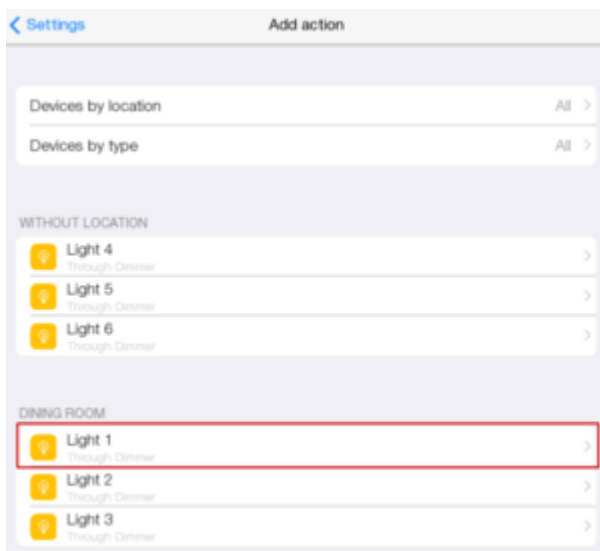 Settings
Add action
Devices by location All
Devices by type All
WITHOUT LOCATION
Light 4
Through Dimmer
Light 5
Through Dimmer
Light 6
Through Dimmer
DINING ROOM
Light 1
Through Dimmer
Light 2
Through Dimmer
Light 3
Through Dimmer